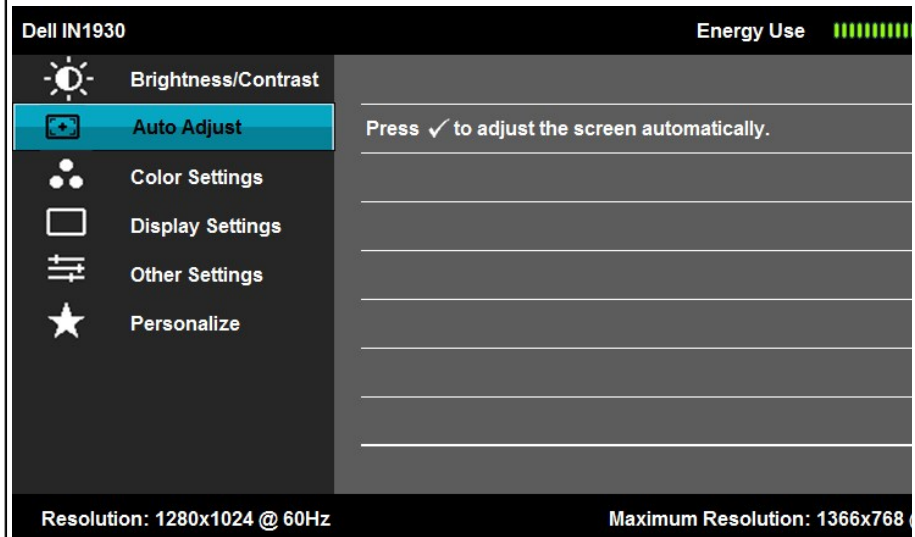 Dell IN1930 Energy Use
Brightness/Contrast
Auto Adjust Press ✓ to adjust the screen automatically.
Color Settings
Display Settings
Other Settings
Personalize
Resolution: 1280x1024 @ 60Hz Maximum Resolution: 1366x768 @